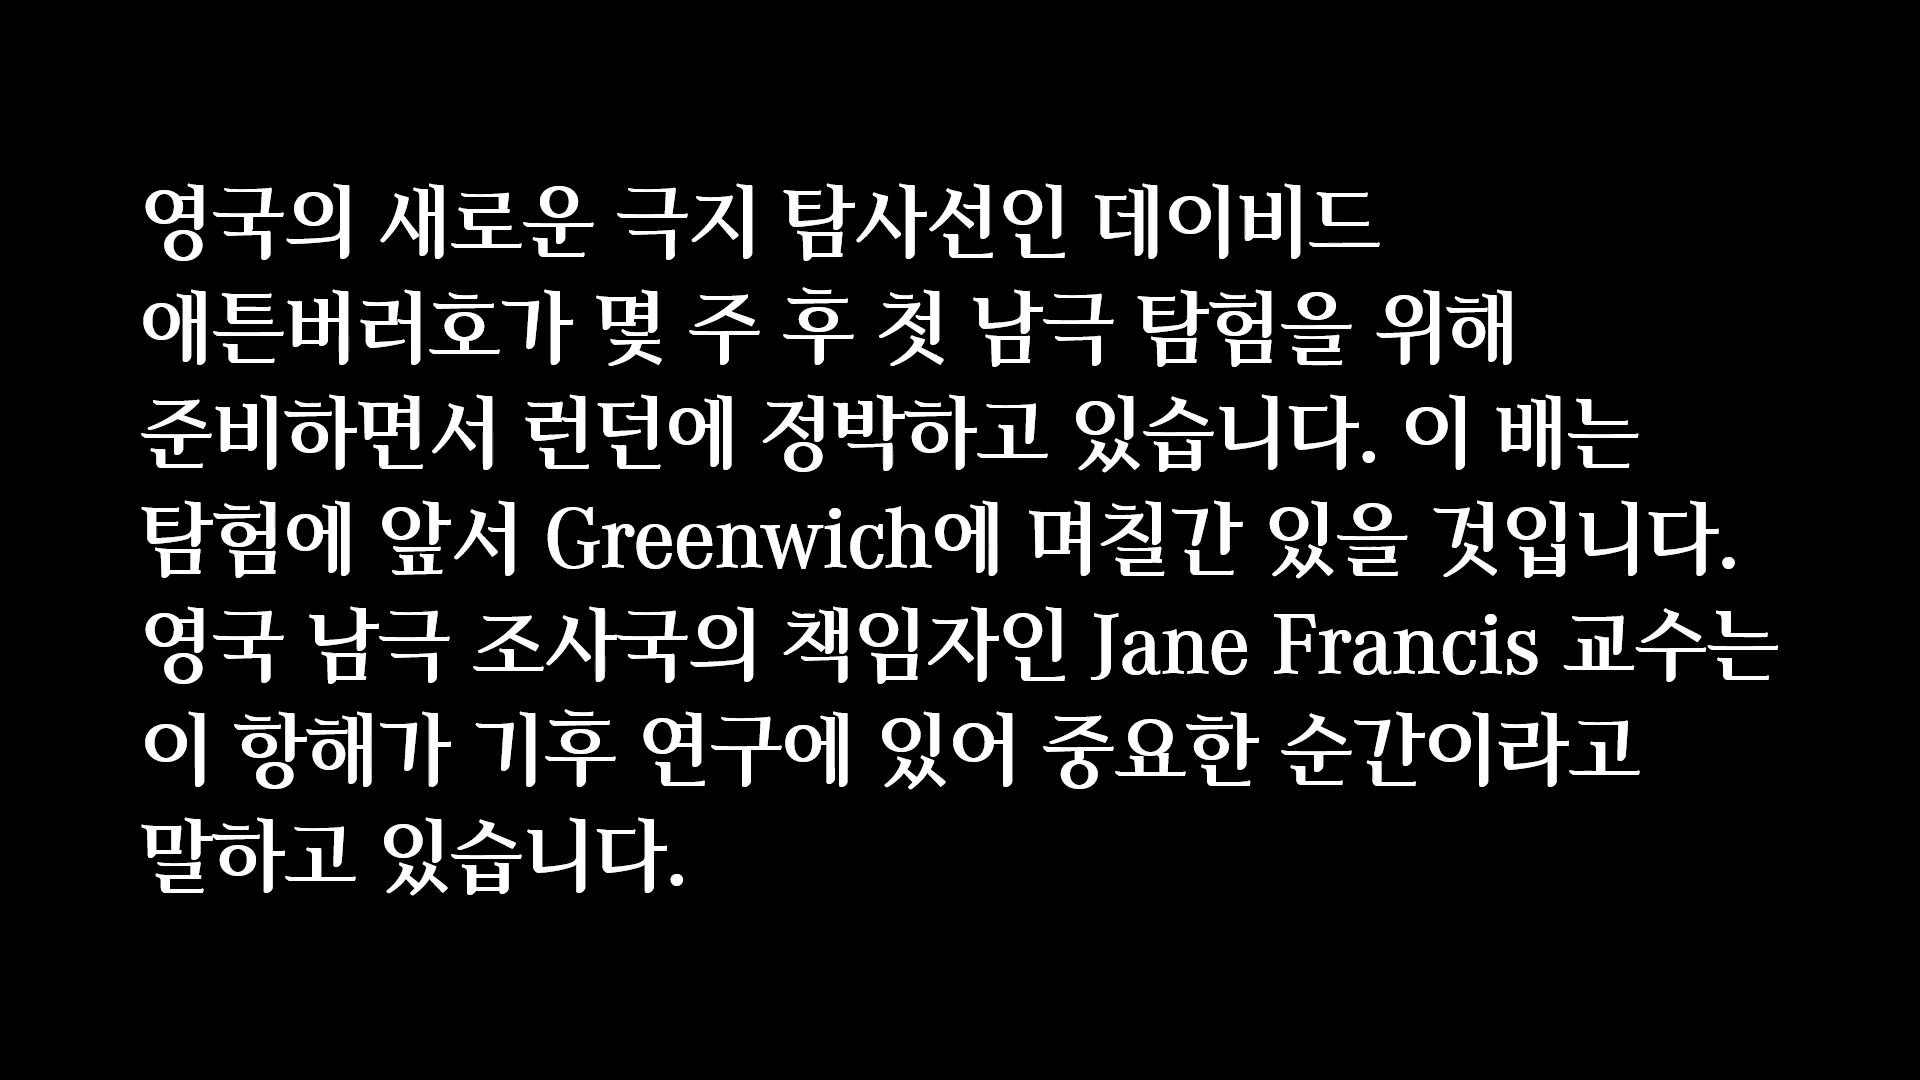 영국의 새로운 극지 탐사선인 데이비드
애튼버러호가 몇 주 후 첫 남극 탐험을 위해
준비하면서 런던에 정박하고 있습니다. 이 배는
탐험에 앞서 Greenwich에 며칠간 있을 것입니다.
영국 남극 조사국의 책임자인 Jane Francis 교수는
이 항해가 기후 연구에 있어 중요한 순간이라고
말하고 있습니다.